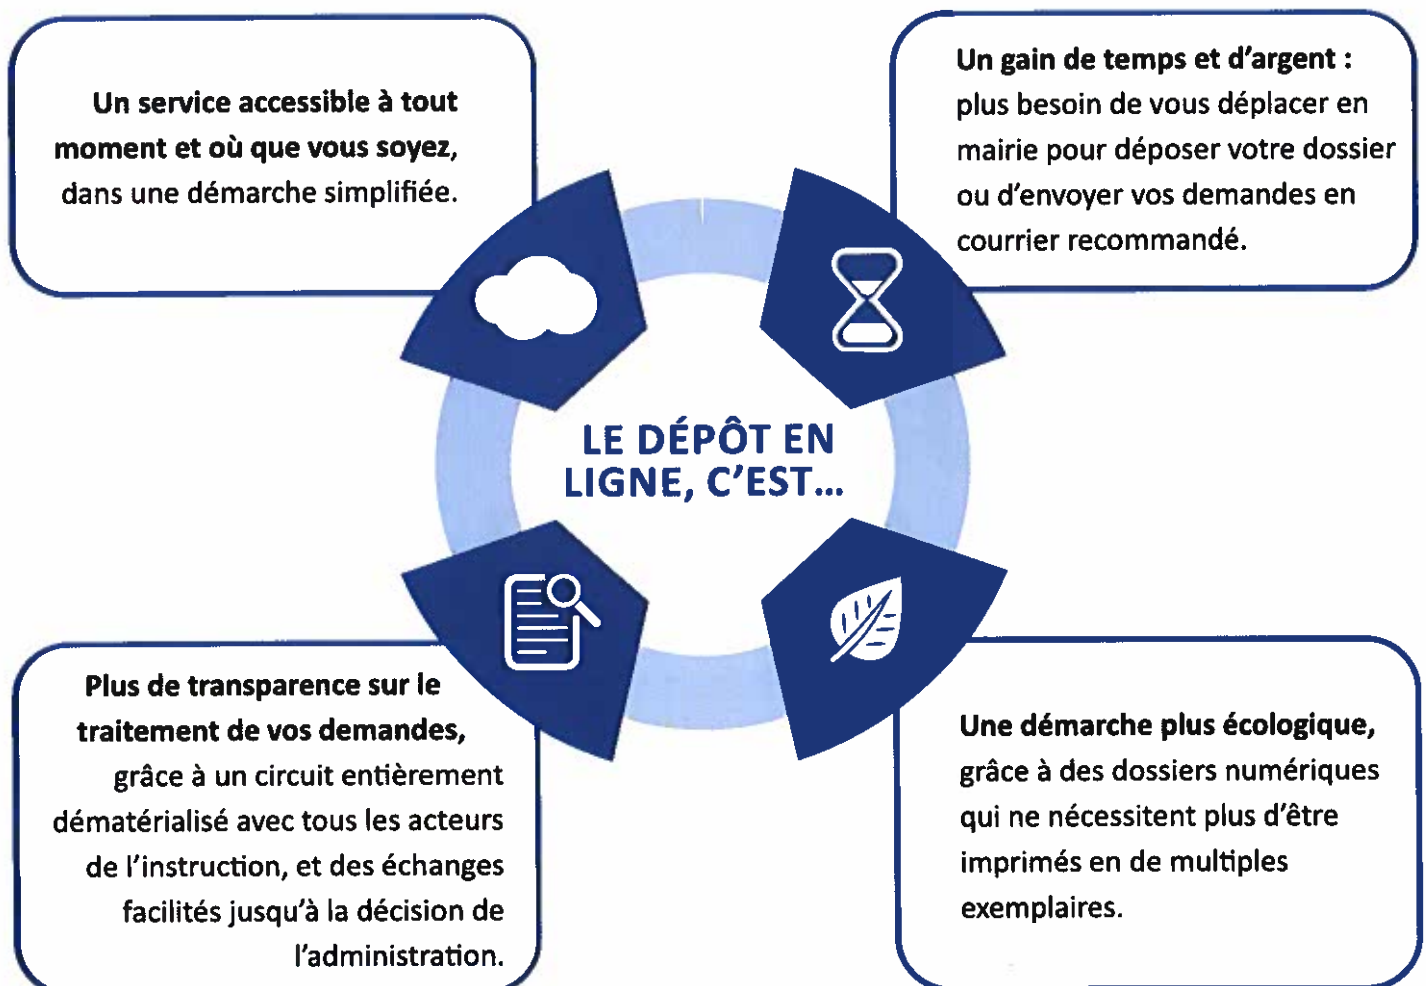 Un service accessible à tout
moment et où que vous soyez,
dans une démarche simplifiée.
Un gain de temps et d'argent :
plus besoin de vous déplacer en
mairie pour déposer votre dossier
ou d'envoyer vos demandes en
courrier recommandé.
LE DÉPÔT EN
LIGNE, C'EST...
Plus de transparence sur le
traitement de vos demandes,
grâce à un circuit entièrement
dématérialisé avec tous les acteurs
de l'instruction, et des échanges
facilités jusqu'à la décision de
l'administration.
Une démarche plus écologique,
grâce à des dossiers numériques
qui ne nécessitent plus d'être
imprimés en de multiples
exemplaires.